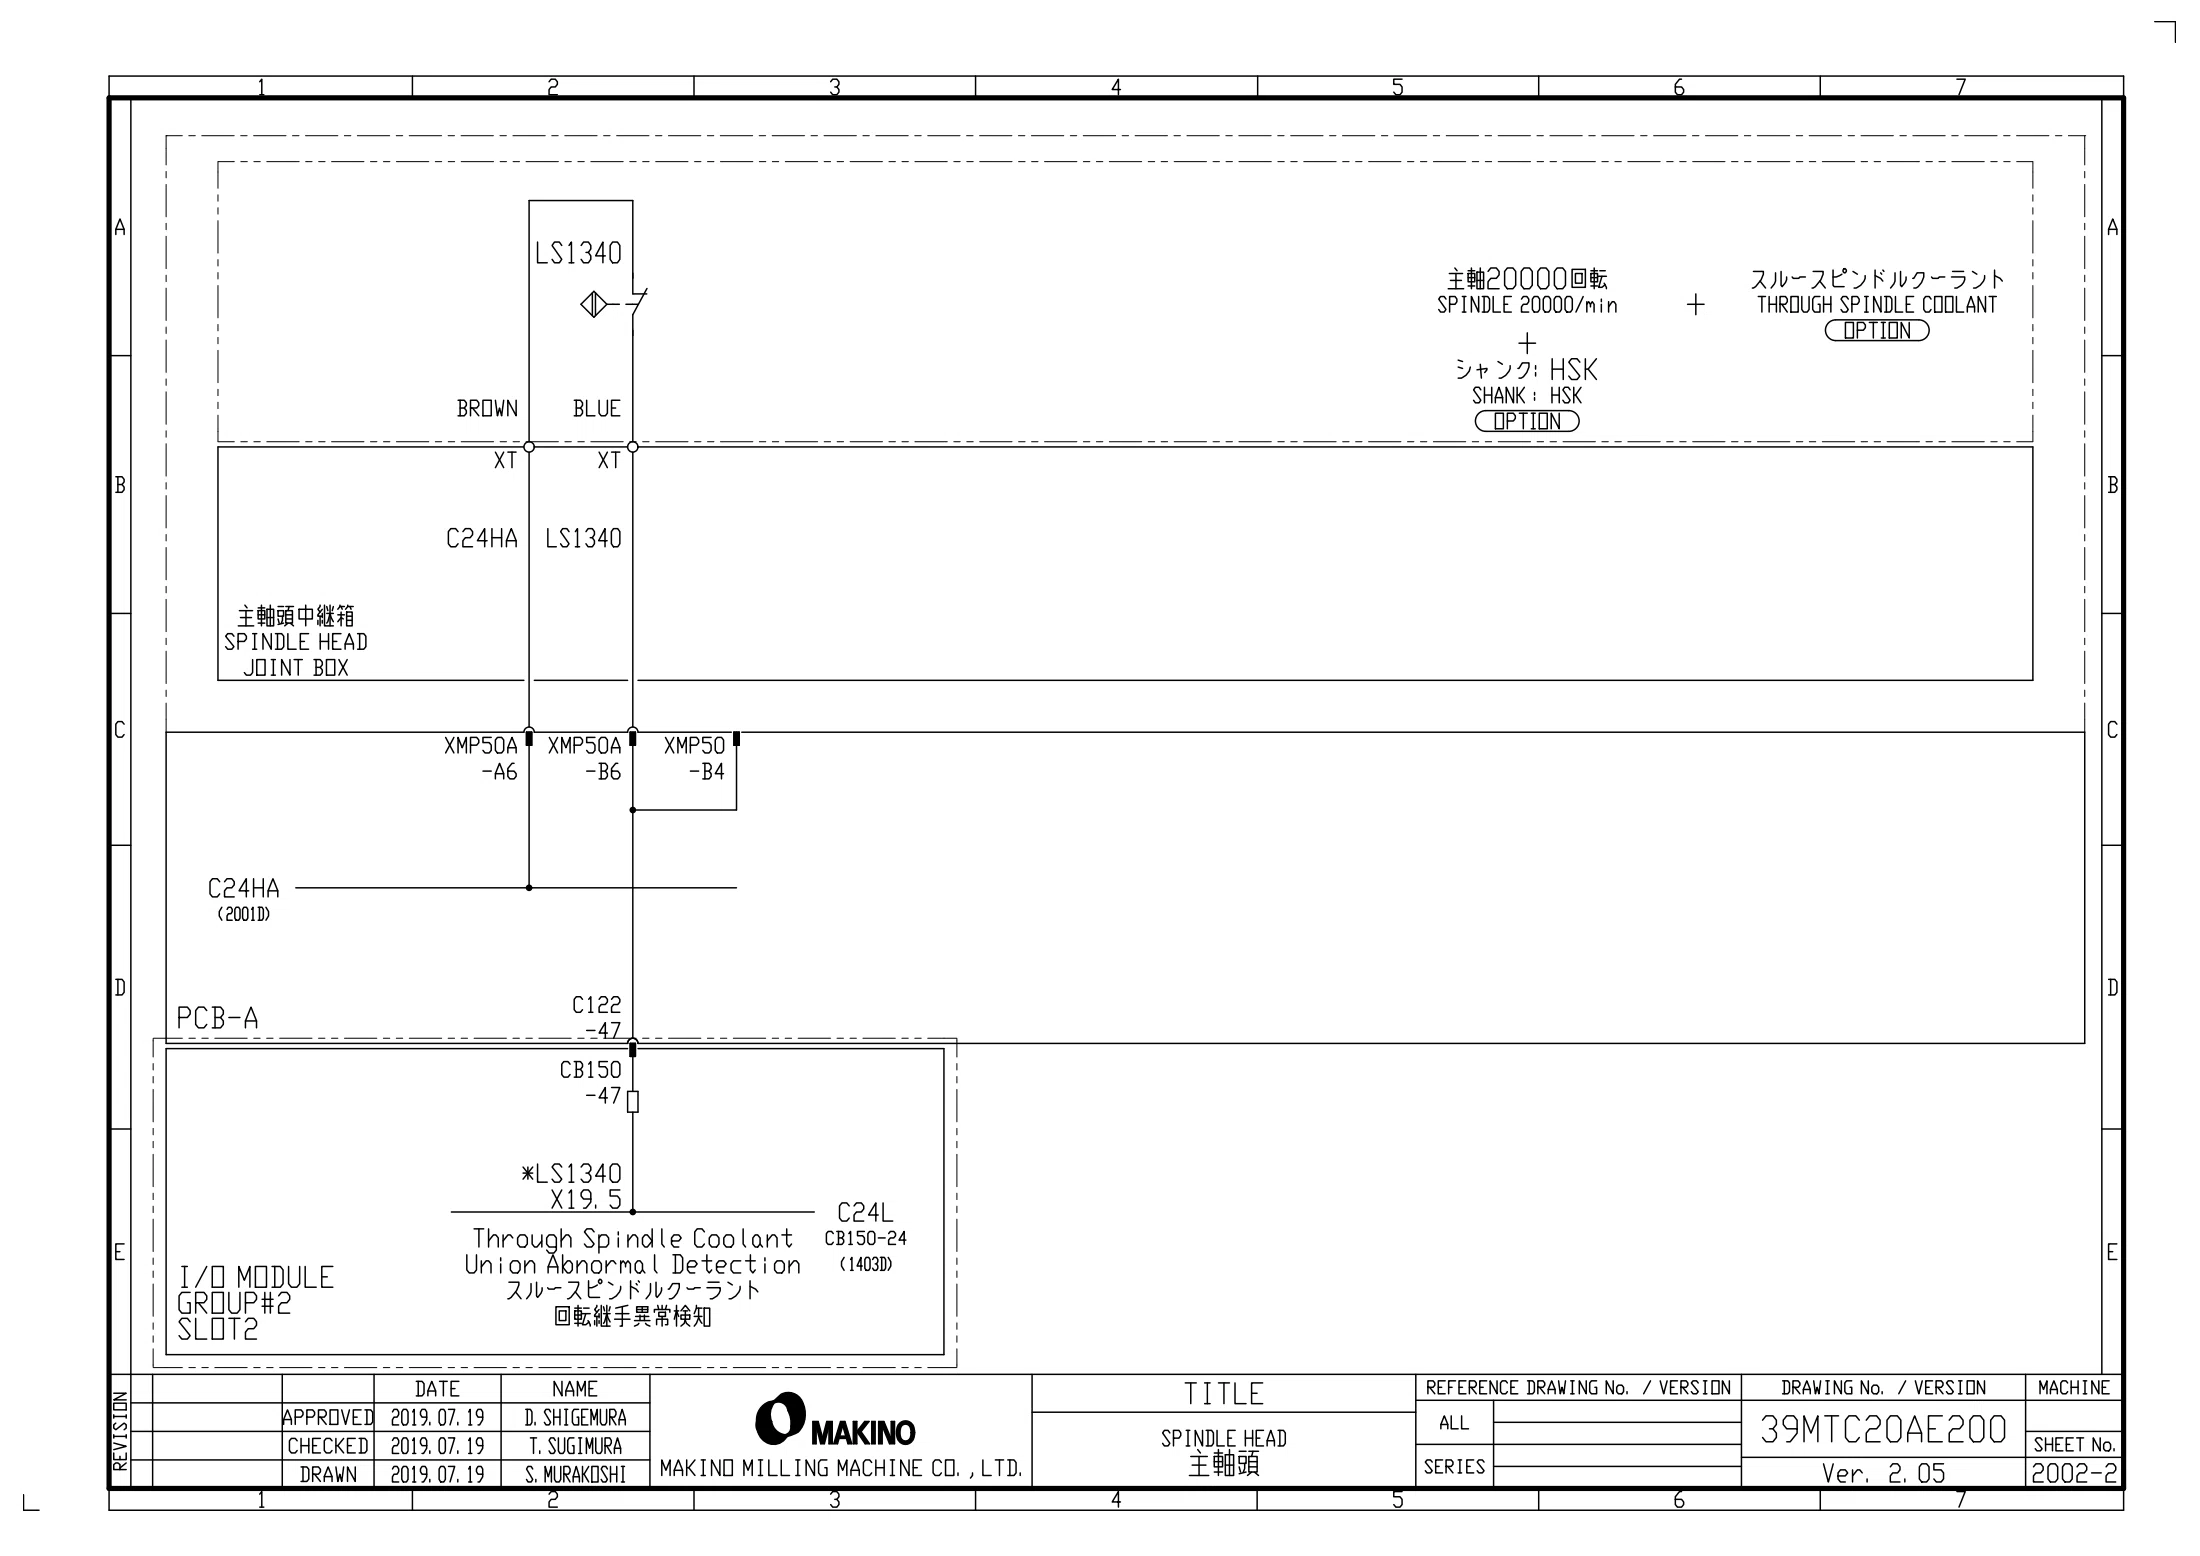 1 2 3 4 5 6 7
A A
LS1340
主軸20000回転
SPINDLE 20000/min
+
スルースピンドルクーラント
THROUGH SPINDLE COOLANT
OPTION
+
シャンク: HSK
SHANK : HSK
OPTION
BROWN BLUE
XT XT
B B
C24HA LS1340
主軸頭中継箱
SPINDLE HEAD
JOINT BOX
C C
XMP50A XMP50A XMP50
-A6 -B6 -B4
C24HA
(2001D)
D D
C122
-47
PCB-A
CB150
-47
*LS1340
X19.5
C24L
CB150-24
(1403D)
Through Spindle Coolant
Union Abnormal Detection
スルースピンドルクーラント
回転継手異常検知
E E
I/O MODULE
GROUP#2
SLOT2
REVISION
DATE NAME
APPROVED 2019.07.19 D.SHIGEMURA
CHECKED 2019.07.19 T.SUGIMURA
DRAWN 2019.07.19 S.MURAKOSHI
MAKINO
MAKINO MILLING MACHINE CO.,LTD.
TITLE
SPINDLE HEAD
主軸頭
REFERENCE DRAWING No. / VERSION
ALL
SERIES
DRAWING No. / VERSION
39MTC20AE200
Ver. 2.05
MACHINE
SHEET No.
2002-2
1 2 3 4 5 6 7